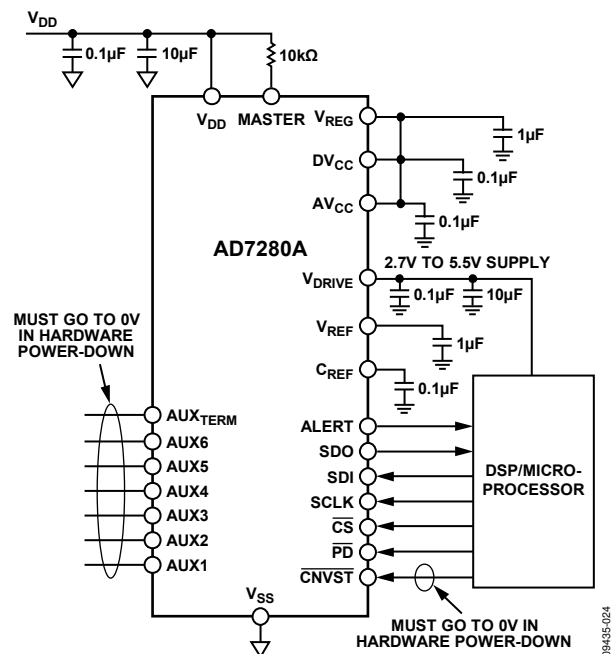 VDD
0.1µF
10µF
10kΩ
VDD
MASTER
VREG
1µF
DVCC
0.1µF
AVCC
0.1µF
AD7280A
2.7V TO 5.5V SUPPLY
VDRIVE
0.1µF
10µF
MUST GO TO 0V
IN HARDWARE
POWER-DOWN
VREF
1µF
CREF
0.1µF
AUXTERM
AUX6
AUX5
AUX4
AUX3
AUX2
AUX1
ALERT
SDO
SDI
SCLK
CS
PD
CNVST
DSP/MICRO-
PROCESSOR
VSS
MUST GO TO 0V IN
HARDWARE POWER-DOWN
09435-024